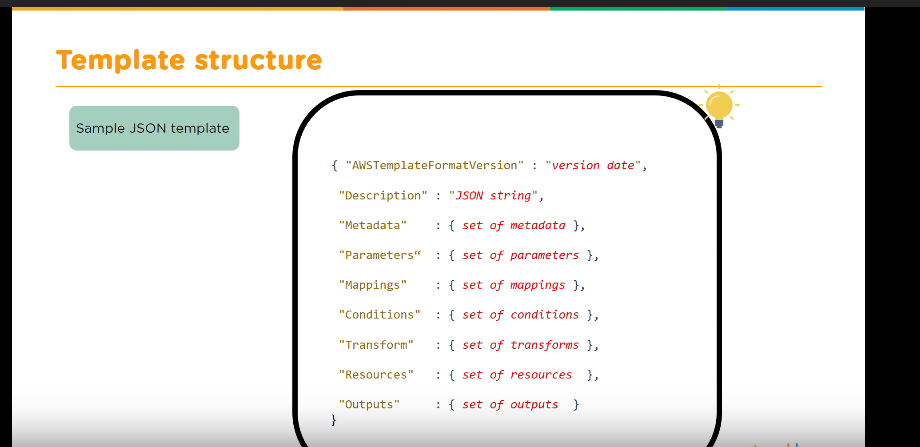 Template structure
Sample JSON template
{ "AWSTemplateFormatVersion" : "version date",
"Description" : "JSON string",
"Metadata" : { set of metadata },
"Parameters“ : { set of parameters },
"Mappings" : { set of mappings },
"Conditions" : { set of conditions },
"Transform" : { set of transforms },
"Resources" : { set of resources },
"Outputs" : { set of outputs }
}